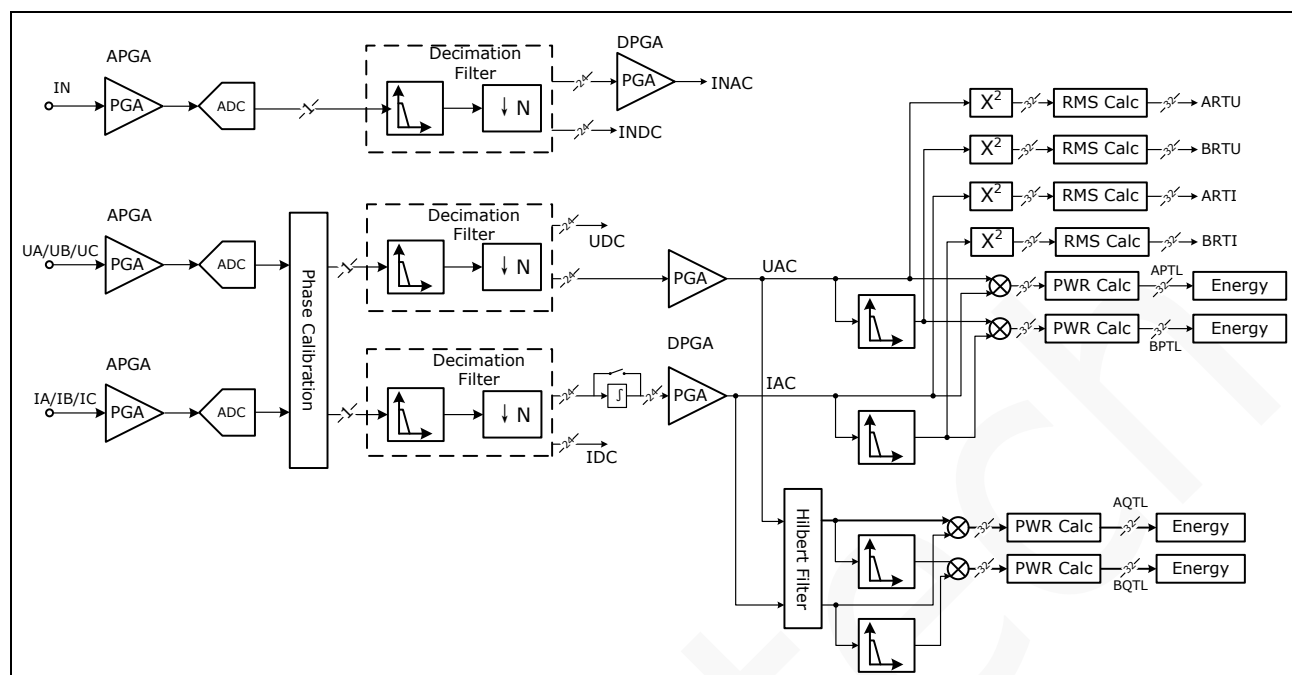 APGA
IN
PGA
ADC
1
Decimation
Filter
↓ N
24
24
DPGA
PGA
INAC
INDC
APGA
UA/UB/UC
PGA
ADC
Phase Calibration
1
Decimation
Filter
↓ N
24
UDC
24
PGA
UAC
APGA
IA/IB/IC
PGA
ADC
1
Decimation
Filter
↓ N
24
∫
24
IDC
24
DPGA
PGA
IAC
X²
32
RMS Calc
32
ARTU
X²
32
RMS Calc
32
BRTU
X²
32
RMS Calc
32
ARTI
X²
32
RMS Calc
32
BRTI
32
PWR Calc
APTL
32
Energy
32
PWR Calc
32
BPTL
Energy
Hilbert Filter
32
PWR Calc
AQTL
32
Energy
32
PWR Calc
32
BQTL
Energy